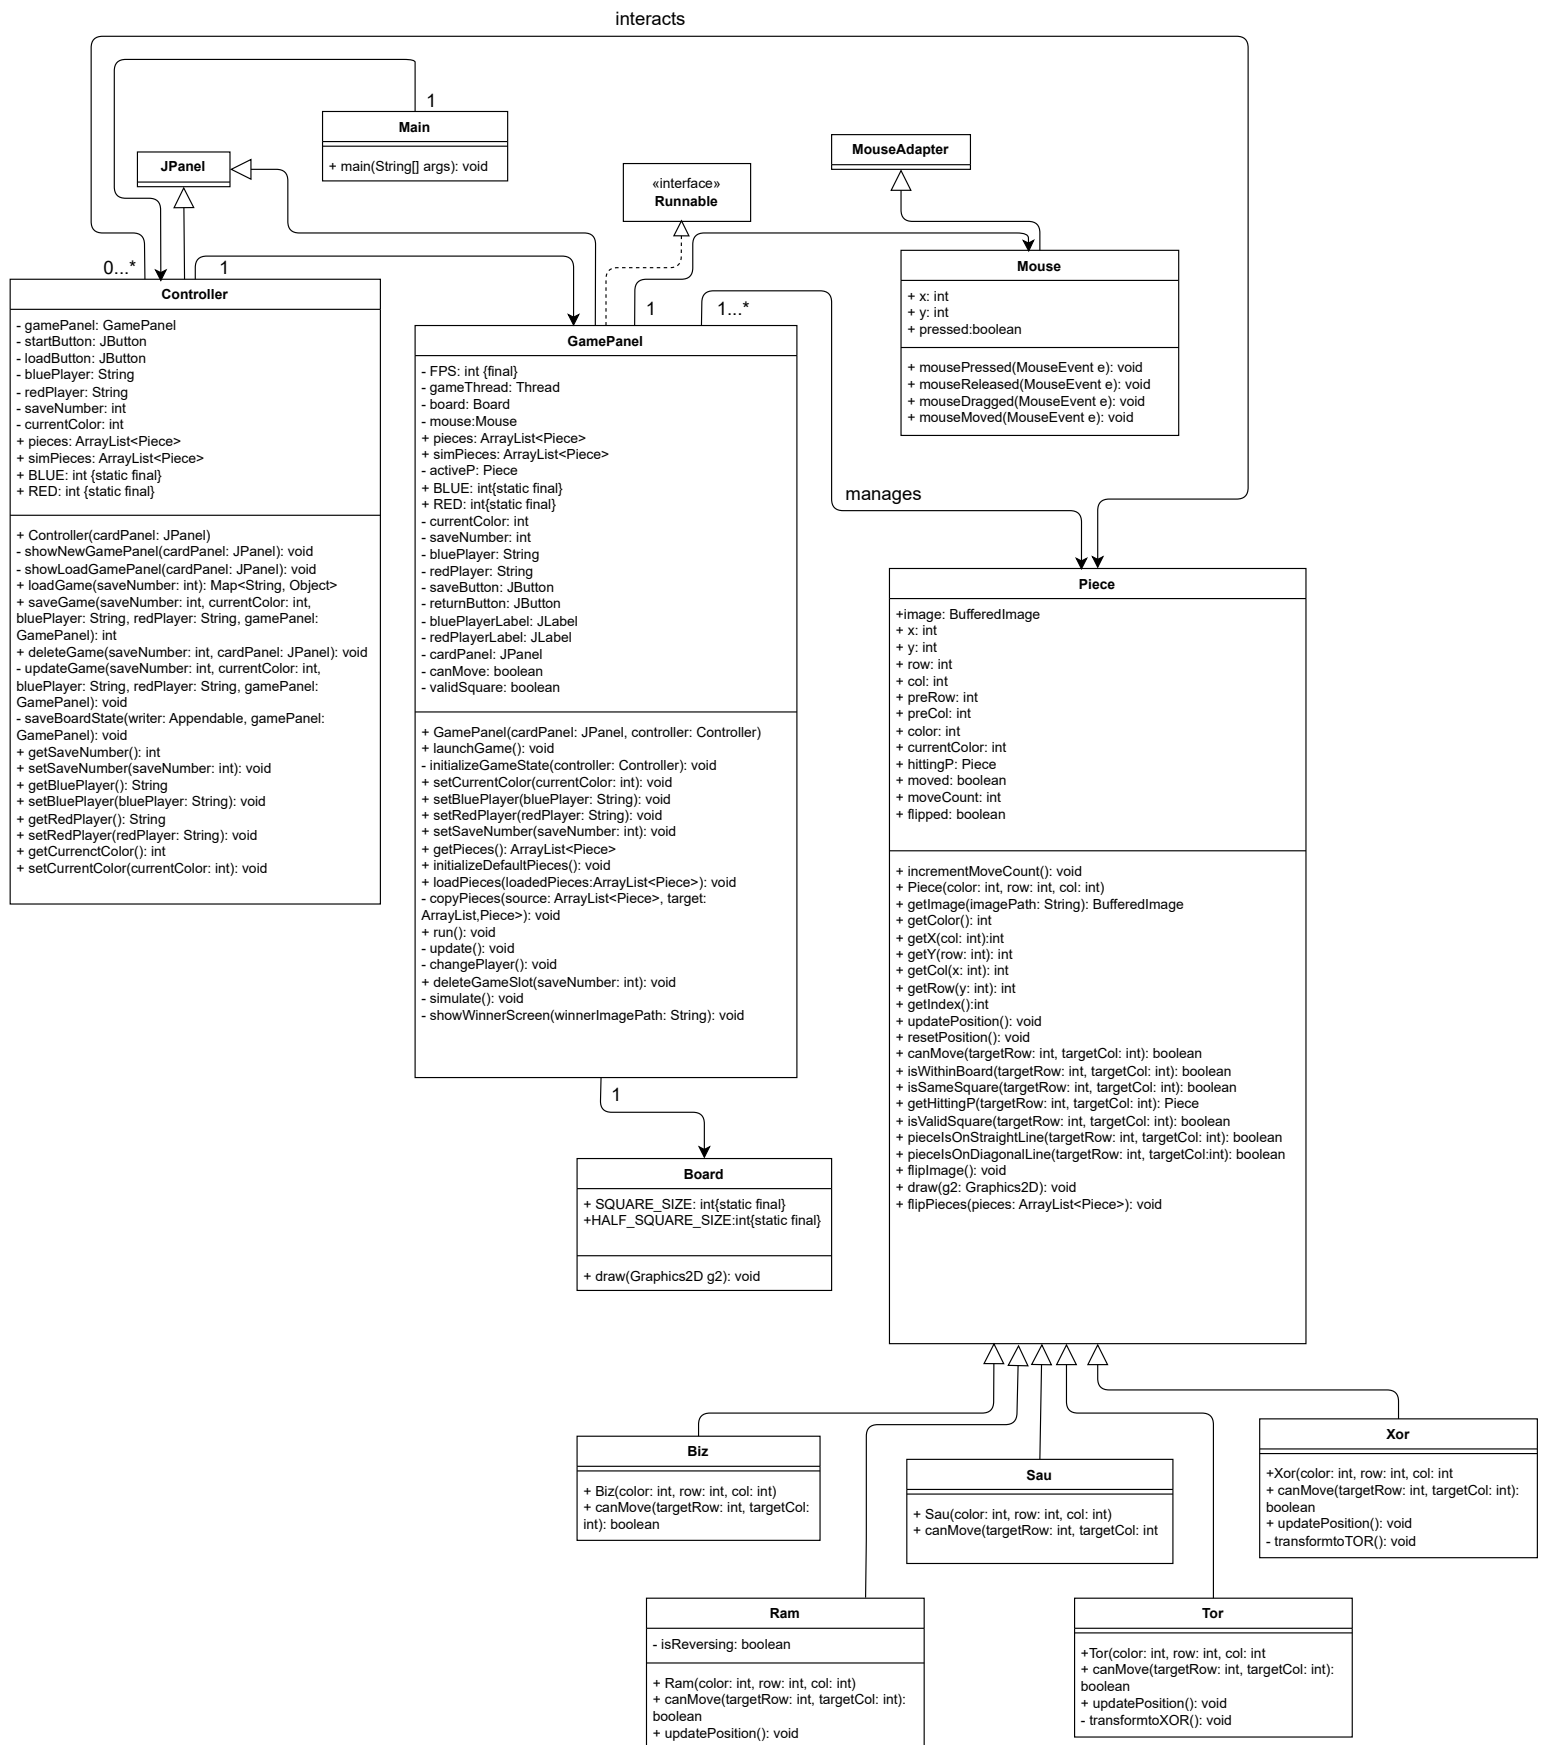 interacts
1
Main
+ main(String[] args): void
JPanel
MouseAdapter
«interface»
Runnable
0...*
1
Controller
- gamePanel: GamePanel
- startButton: JButton
- loadButton: JButton
- bluePlayer: String
- redPlayer: String
- saveNumber: int
- currentColor: int
+ pieces: ArrayList<Piece>
+ simPieces: ArrayList<Piece>
+ BLUE: int {static final}
+ RED: int {static final}
+ Controller(cardPanel: JPanel)
- showNewGamePanel(cardPanel: JPanel): void
- showLoadGamePanel(cardPanel: JPanel): void
+ loadGame(saveNumber: int): Map<String, Object>
+ saveGame(saveNumber: int, currentColor: int,
bluePlayer: String, redPlayer: String, gamePanel:
GamePanel): int
+ deleteGame(saveNumber: int, cardPanel: JPanel): void
- updateGame(saveNumber: int, currentColor: int,
bluePlayer: String, redPlayer: String, gamePanel:
GamePanel): void
- saveBoardState(writer: Appendable, gamePanel:
GamePanel): void
+ getSaveNumber(): int
+ setSaveNumber(saveNumber: int): void
+ getBluePlayer(): String
+ setBluePlayer(bluePlayer: String): void
+ getRedPlayer(): String
+ setRedPlayer(redPlayer: String): void
+ getCurrenctColor(): int
+ setCurrentColor(currentColor: int): void
1
1...*
GamePanel
- FPS: int {final}
- gameThread: Thread
- board: Board
- mouse:Mouse
+ pieces: ArrayList<Piece>
+ simPieces: ArrayList<Piece>
- activeP: Piece
+ BLUE: int{static final}
+ RED: int{static final}
- currentColor: int
- saveNumber: int
- bluePlayer: String
- redPlayer: String
- saveButton: JButton
- returnButton: JButton
- bluePlayerLabel: JLabel
- redPlayerLabel: JLabel
- cardPanel: JPanel
- canMove: boolean
- validSquare: boolean
+ GamePanel(cardPanel: JPanel, controller: Controller)
+ launchGame(): void
- initializeGameState(controller: Controller): void
+ setCurrentColor(currentColor: int): void
+ setBluePlayer(bluePlayer: String): void
+ setRedPlayer(redPlayer: String): void
+ setSaveNumber(saveNumber: int): void
+ getPieces(): ArrayList<Piece>
+ initializeDefaultPieces(): void
+ loadPieces(loadedPieces:ArrayList<Piece>): void
- copyPieces(source: ArrayList<Piece>, target:
ArrayList,Piece>): void
+ run(): void
- update(): void
- changePlayer(): void
+ deleteGameSlot(saveNumber: int): void
- simulate(): void
- showWinnerScreen(winnerImagePath: String): void
Mouse
+ x: int
+ y: int
+ pressed:boolean
+ mousePressed(MouseEvent e): void
+ mouseReleased(MouseEvent e): void
+ mouseDragged(MouseEvent e): void
+ mouseMoved(MouseEvent e): void
manages
Piece
+image: BufferedImage
+ x: int
+ y: int
+ row: int
+ col: int
+ preRow: int
+ preCol: int
+ color: int
+ currentColor: int
+ hittingP: Piece
+ moved: boolean
+ moveCount: int
+ flipped: boolean
+ incrementMoveCount(): void
+ Piece(color: int, row: int, col: int)
+ getImage(imagePath: String): BufferedImage
+ getColor(): int
+ getX(col: int):int
+ getY(row: int): int
+ getCol(x: int): int
+ getRow(y: int): int
+ getIndex():int
+ updatePosition(): void
+ resetPosition(): void
+ canMove(targetRow: int, targetCol: int): boolean
+ isWithinBoard(targetRow: int, targetCol: int): boolean
+ isSameSquare(targetRow: int, targetCol: int): boolean
+ getHittingP(targetRow: int, targetCol: int): Piece
+ isValidSquare(targetRow: int, targetCol: int): boolean
+ pieceIsOnStraightLine(targetRow: int, targetCol: int): boolean
+ pieceIsOnDiagonalLine(targetRow: int, targetCol:int): boolean
+ flipImage(): void
+ draw(g2: Graphics2D): void
+ flipPieces(pieces: ArrayList<Piece>): void
1
Board
+ SQUARE_SIZE: int{static final}
+HALF_SQUARE_SIZE:int{static final}
+ draw(Graphics2D g2): void
Biz
+ Biz(color: int, row: int, col: int)
+ canMove(targetRow: int, targetCol:
int): boolean
Sau
+ Sau(color: int, row: int, col: int)
+ canMove(targetRow: int, targetCol: int
Xor
+Xor(color: int, row: int, col: int
+ canMove(targetRow: int, targetCol: int):
boolean
+ updatePosition(): void
- transformtoTOR(): void
Ram
- isReversing: boolean
+ Ram(color: int, row: int, col: int)
+ canMove(targetRow: int, targetCol: int):
boolean
+ updatePosition(): void
Tor
+Tor(color: int, row: int, col: int
+ canMove(targetRow: int, targetCol: int):
boolean
+ updatePosition(): void
- transformtoXOR(): void